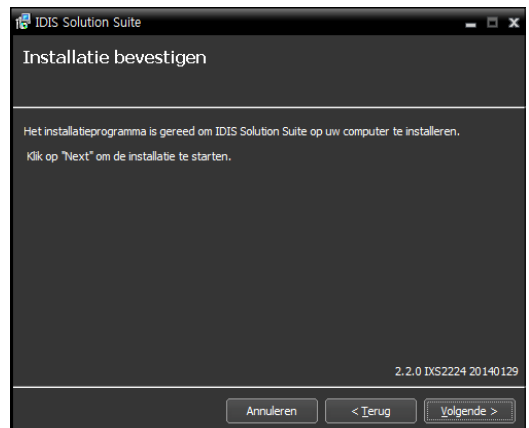 IDIS Solution Suite
Installatie bevestigen
Het installatieprogramma is gereed om IDIS Solution Suite op uw computer te installeren.
Klik op "Next" om de installatie te starten.
2.2.0 IXS2224 20140129
Annuleren
< Terug
Volgende >